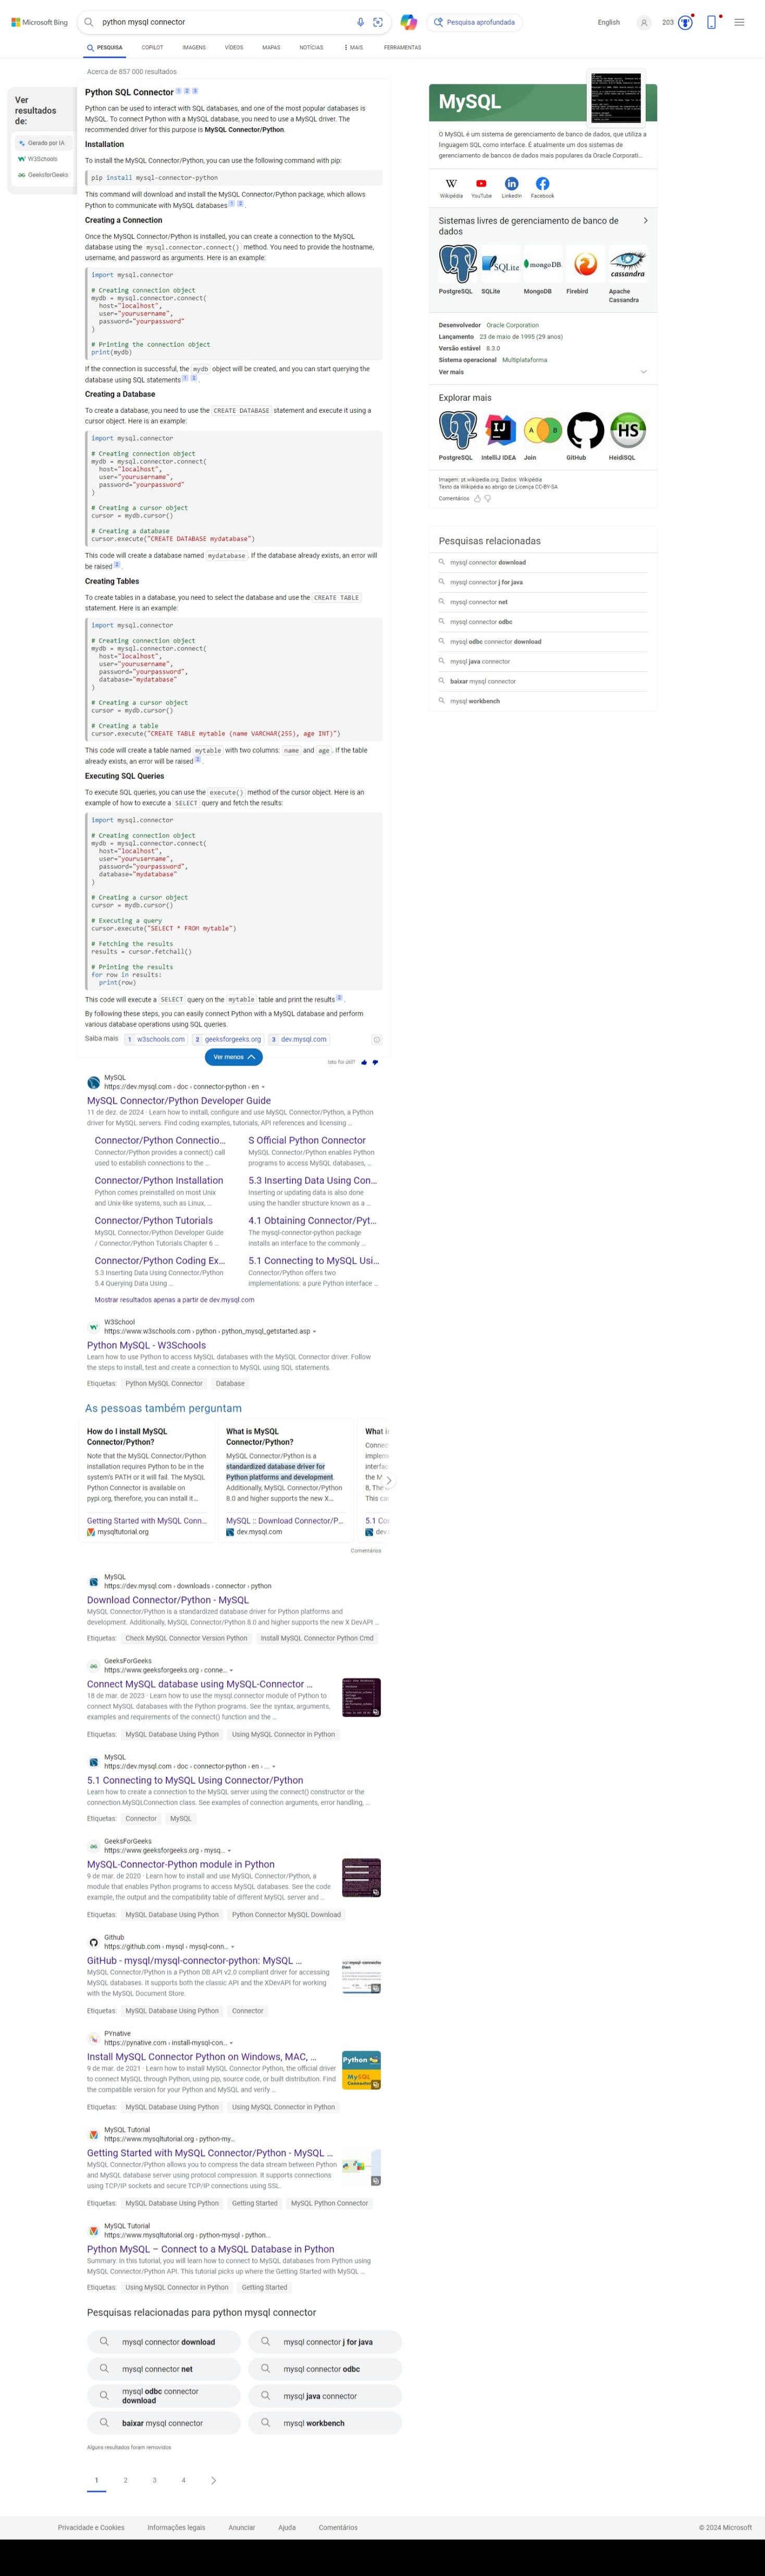 Microsoft Bing
python mysql connector
Pesquisa aprofundada
English
203
PESQUISA
COPILOT
IMAGENS
VÍDEOS
MAPAS
NOTÍCIAS
MAIS
FERRAMENTAS
Acerca de 857 000 resultados
Ver
resultados
de:
Gerado por IA
W3Schools
GeeksforGeeks
Python SQL Connector 1 2 3
Python can be used to interact with SQL databases, and one of the most popular databases is
MySQL. To connect Python with a MySQL database, you need to use a MySQL driver. The
recommended driver for this purpose is MySQL Connector/Python.
Installation
To install the MySQL Connector/Python, you can use the following command with pip:
pip install mysql-connector-python
This command will download and install the MySQL Connector/Python package, which allows
Python to communicate with MySQL databases 1 2 .
Creating a Connection
Once the MySQL Connector/Python is installed, you can create a connection to the MySQL
database using the mysql.connector.connect() method. You need to provide the hostname,
username, and password as arguments. Here is an example:
import mysql.connector
# Creating connection object
mydb = mysql.connector.connect(
host="localhost",
user="yourusername",
password="yourpassword"
)
# Printing the connection object
print(mydb)
If the connection is successful, the mydb object will be created, and you can start querying the
database using SQL statements 1 2 .
Creating a Database
To create a database, you need to use the CREATE DATABASE statement and execute it using a
cursor object. Here is an example:
import mysql.connector
# Creating connection object
mydb = mysql.connector.connect(
host="localhost",
user="yourusername",
password="yourpassword"
)
# Creating a cursor object
cursor = mydb.cursor()
# Creating a database
cursor.execute("CREATE DATABASE mydatabase")
This code will create a database named mydatabase . If the database already exists, an error will
be raised 2 .
Creating Tables
To create tables in a database, you need to select the database and use the CREATE TABLE
statement. Here is an example:
import mysql.connector
# Creating connection object
mydb = mysql.connector.connect(
host="localhost",
user="yourusername",
password="yourpassword",
database="mydatabase"
)
# Creating a cursor object
cursor = mydb.cursor()
# Creating a table
cursor.execute("CREATE TABLE mytable (name VARCHAR(255), age INT)")
This code will create a table named mytable with two columns: name and age . If the table
already exists, an error will be raised 2 .
Executing SQL Queries
To execute SQL queries, you can use the execute() method of the cursor object. Here is an
example of how to execute a SELECT query and fetch the results:
import mysql.connector
# Creating connection object
mydb = mysql.connector.connect(
host="localhost",
user="yourusername",
password="yourpassword",
database="mydatabase"
)
# Creating a cursor object
cursor = mydb.cursor()
# Executing a query
cursor.execute("SELECT * FROM mytable")
# Fetching the results
results = cursor.fetchall()
# Printing the results
for row in results:
print(row)
This code will execute a SELECT query on the mytable table and print the results 2 .
By following these steps, you can easily connect Python with a MySQL database and perform
various database operations using SQL queries.
Saiba mais 1 w3schools.com 2 geeksforgeeks.org 3 dev.mysql.com
Ver menos
Isto foi útil?
MySQL
https://dev.mysql.com › doc › connector-python › en
MySQL Connector/Python Developer Guide
11 de dez. de 2024 · Learn how to install, configure and use MySQL Connector/Python, a Python
driver for MySQL servers. Find coding examples, tutorials, API references and licensing ...
Connector/Python Connectio…
Connector/Python provides a connect() call
used to establish connections to the …
S Official Python Connector
MySQL Connector/Python enables Python
programs to access MySQL databases, …
Connector/Python Installation
Python comes preinstalled on most Unix
and Unix-like systems, such as Linux, …
5.3 Inserting Data Using Con…
Inserting or updating data is also done
using the handler structure known as a …
Connector/Python Tutorials
MySQL Connector/Python Developer Guide
/ Connector/Python Tutorials Chapter 6 …
4.1 Obtaining Connector/Pyt…
The mysql-connector-python package
installs an interface to the commonly …
Connector/Python Coding Ex…
5.3 Inserting Data Using Connector/Python
5.4 Querying Data Using …
5.1 Connecting to MySQL Usi…
Connector/Python offers two
implementations: a pure Python interface …
Mostrar resultados apenas a partir de dev.mysql.com
W3School
https://www.w3schools.com › python › python_mysql_getstarted.asp
Python MySQL - W3Schools
Learn how to use Python to access MySQL databases with the MySQL Connector driver. Follow
the steps to install, test and create a connection to MySQL using SQL statements.
Etiquetas: Python MySQL Connector Database
As pessoas também perguntam
How do I install MySQL
Connector/Python?
Note that the MySQL Connector/Python
installation requires Python to be in the
system's PATH or it will fail. The MySQL
Python Connector is available on
pypi.org, therefore, you can install it…
Getting Started with MySQL Conn…
mysqltutorial.org
What is MySQL
Connector/Python?
MySQL Connector/Python is a
standardized database driver for
Python platforms and development.
Additionally, MySQL Connector/Python
8.0 and higher supports the new X…
MySQL :: Download Connector/P…
dev.mysql.com
Comentários
MySQL
https://dev.mysql.com › downloads › connector › python
Download Connector/Python - MySQL
MySQL Connector/Python is a standardized database driver for Python platforms and
development. Additionally, MySQL Connector/Python 8.0 and higher supports the new X DevAPI …
Etiquetas: Check MySQL Connector Version Python Install MySQL Connector Python Cmd
GeeksForGeeks
https://www.geeksforgeeks.org › conne…
Connect MySQL database using MySQL-Connector …
18 de mar. de 2023 · Learn how to use the mysql.connector module of Python to
connect MySQL databases with the Python programs. See the syntax, arguments,
examples and requirements of the connect() function and the …
Etiquetas: MySQL Database Using Python Using MySQL Connector in Python
MySQL
https://dev.mysql.com › doc › connector-python › en › …
5.1 Connecting to MySQL Using Connector/Python
Learn how to create a connection to the MySQL server using the connect() constructor or the
connection.MySQLConnection class. See examples of connection arguments, error handling, …
Etiquetas: Connector MySQL
GeeksForGeeks
https://www.geeksforgeeks.org › mysq…
MySQL-Connector-Python module in Python
9 de mar. de 2020 · Learn how to install and use MySQL Connector/Python, a
module that enables Python programs to access MySQL databases. See the code
example, the output and the compatibility table of different MySQL server and …
Etiquetas: MySQL Database Using Python Python Connector MySQL Download
Github
https://github.com › mysql › mysql-conn…
GitHub - mysql/mysql-connector-python: MySQL …
MySQL Connector/Python is a Python DB API v2.0 compliant driver for accessing
MySQL databases. It supports both the classic API and the XDevAPI for working
with the MySQL Document Store.
Etiquetas: MySQL Database Using Python Connector
PYnative
https://pynative.com › install-mysql-con…
Install MySQL Connector Python on Windows, MAC, …
9 de mar. de 2021 · Learn how to install MySQL Connector Python, the official driver
to connect MySQL through Python, using pip, source code, or built distribution. Find
the compatible version for your Python and MySQL and verify …
Etiquetas: MySQL Database Using Python Using MySQL Connector in Python
MySQL Tutorial
https://www.mysqltutorial.org › python-my…
Getting Started with MySQL Connector/Python - MySQL …
MySQL Connector/Python allows you to compress the data stream between Python
and MySQL database server using protocol compression. It supports connections
using TCP/IP sockets and secure TCP/IP connections using SSL.
Etiquetas: MySQL Database Using Python Getting Started MySQL Python Connector
MySQL Tutorial
https://www.mysqltutorial.org › python-mysql › python…
Python MySQL – Connect to a MySQL Database in Python
Summary: in this tutorial, you will learn how to connect to MySQL databases from Python using
MySQL Connector/Python API. This tutorial picks up where the Getting Started with MySQL …
Etiquetas: Using MySQL Connector in Python Getting Started
Pesquisas relacionadas para python mysql connector
mysql connector download
mysql connector j for java
mysql connector net
mysql connector odbc
mysql odbc connector
download
mysql java connector
baixar mysql connector
mysql workbench
Alguns resultados foram removidos
1 2 3 4
MySQL
O MySQL é um sistema de gerenciamento de banco de dados, que utiliza a
linguagem SQL como interface. É atualmente um dos sistemas de
gerenciamento de bancos de dados mais populares da Oracle Corporati…
Wikipédia
YouTube
LinkedIn
Facebook
Sistemas livres de gerenciamento de banco de
dados
PostgreSQL
SQLite
MongoDB
Firebird
Apache
Cassandra
Desenvolvedor Oracle Corporation
Lançamento 23 de maio de 1995 (29 anos)
Versão estável 8.3.0
Sistema operacional Multiplataforma
Ver mais
Explorar mais
PostgreSQL
IntelliJ IDEA
Join
GitHub
HeidiSQL
Imagem: pt.wikipedia.org. Dados: Wikipédia
Texto da Wikipédia ao abrigo de Licença CC-BY-SA
Comentários
Pesquisas relacionadas
mysql connector download
mysql connector j for java
mysql connector net
mysql connector odbc
mysql odbc connector download
mysql java connector
baixar mysql connector
mysql workbench
Privacidade e Cookies
Informações legais
Anunciar
Ajuda
Comentários
© 2024 Microsoft